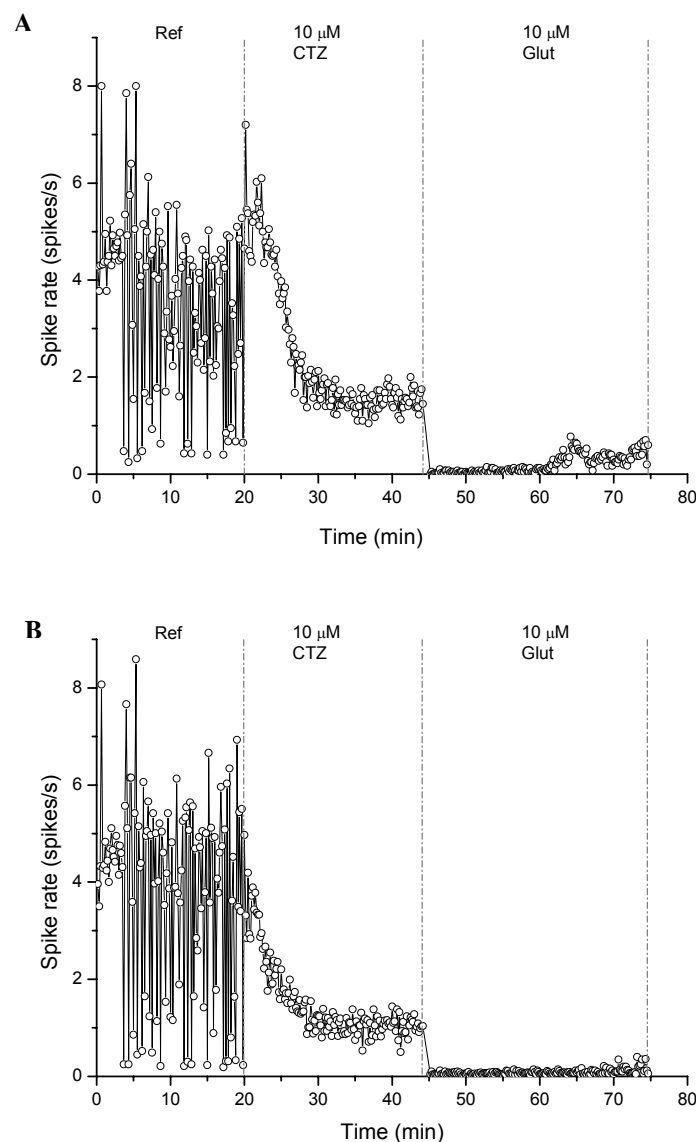 A
Ref
10 μM
CTZ
10 μM
Glut
8
6
4
2
0
Spike rate (spikes/s)
0 10 20 30 40 50 60 70 80
Time (min)
B
Ref
10 μM
CTZ
10 μM
Glut
8
6
4
2
0
Spike rate (spikes/s)
0 10 20 30 40 50 60 70 80
Time (min)